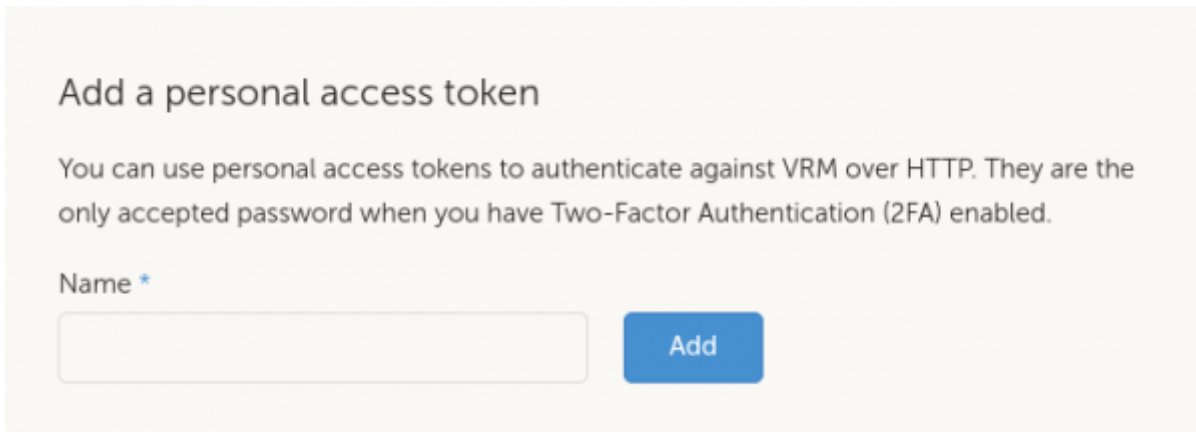 Add a personal access token
You can use personal access tokens to authenticate against VRM over HTTP. They are the
only accepted password when you have Two-Factor Authentication (2FA) enabled.
Name *
Add